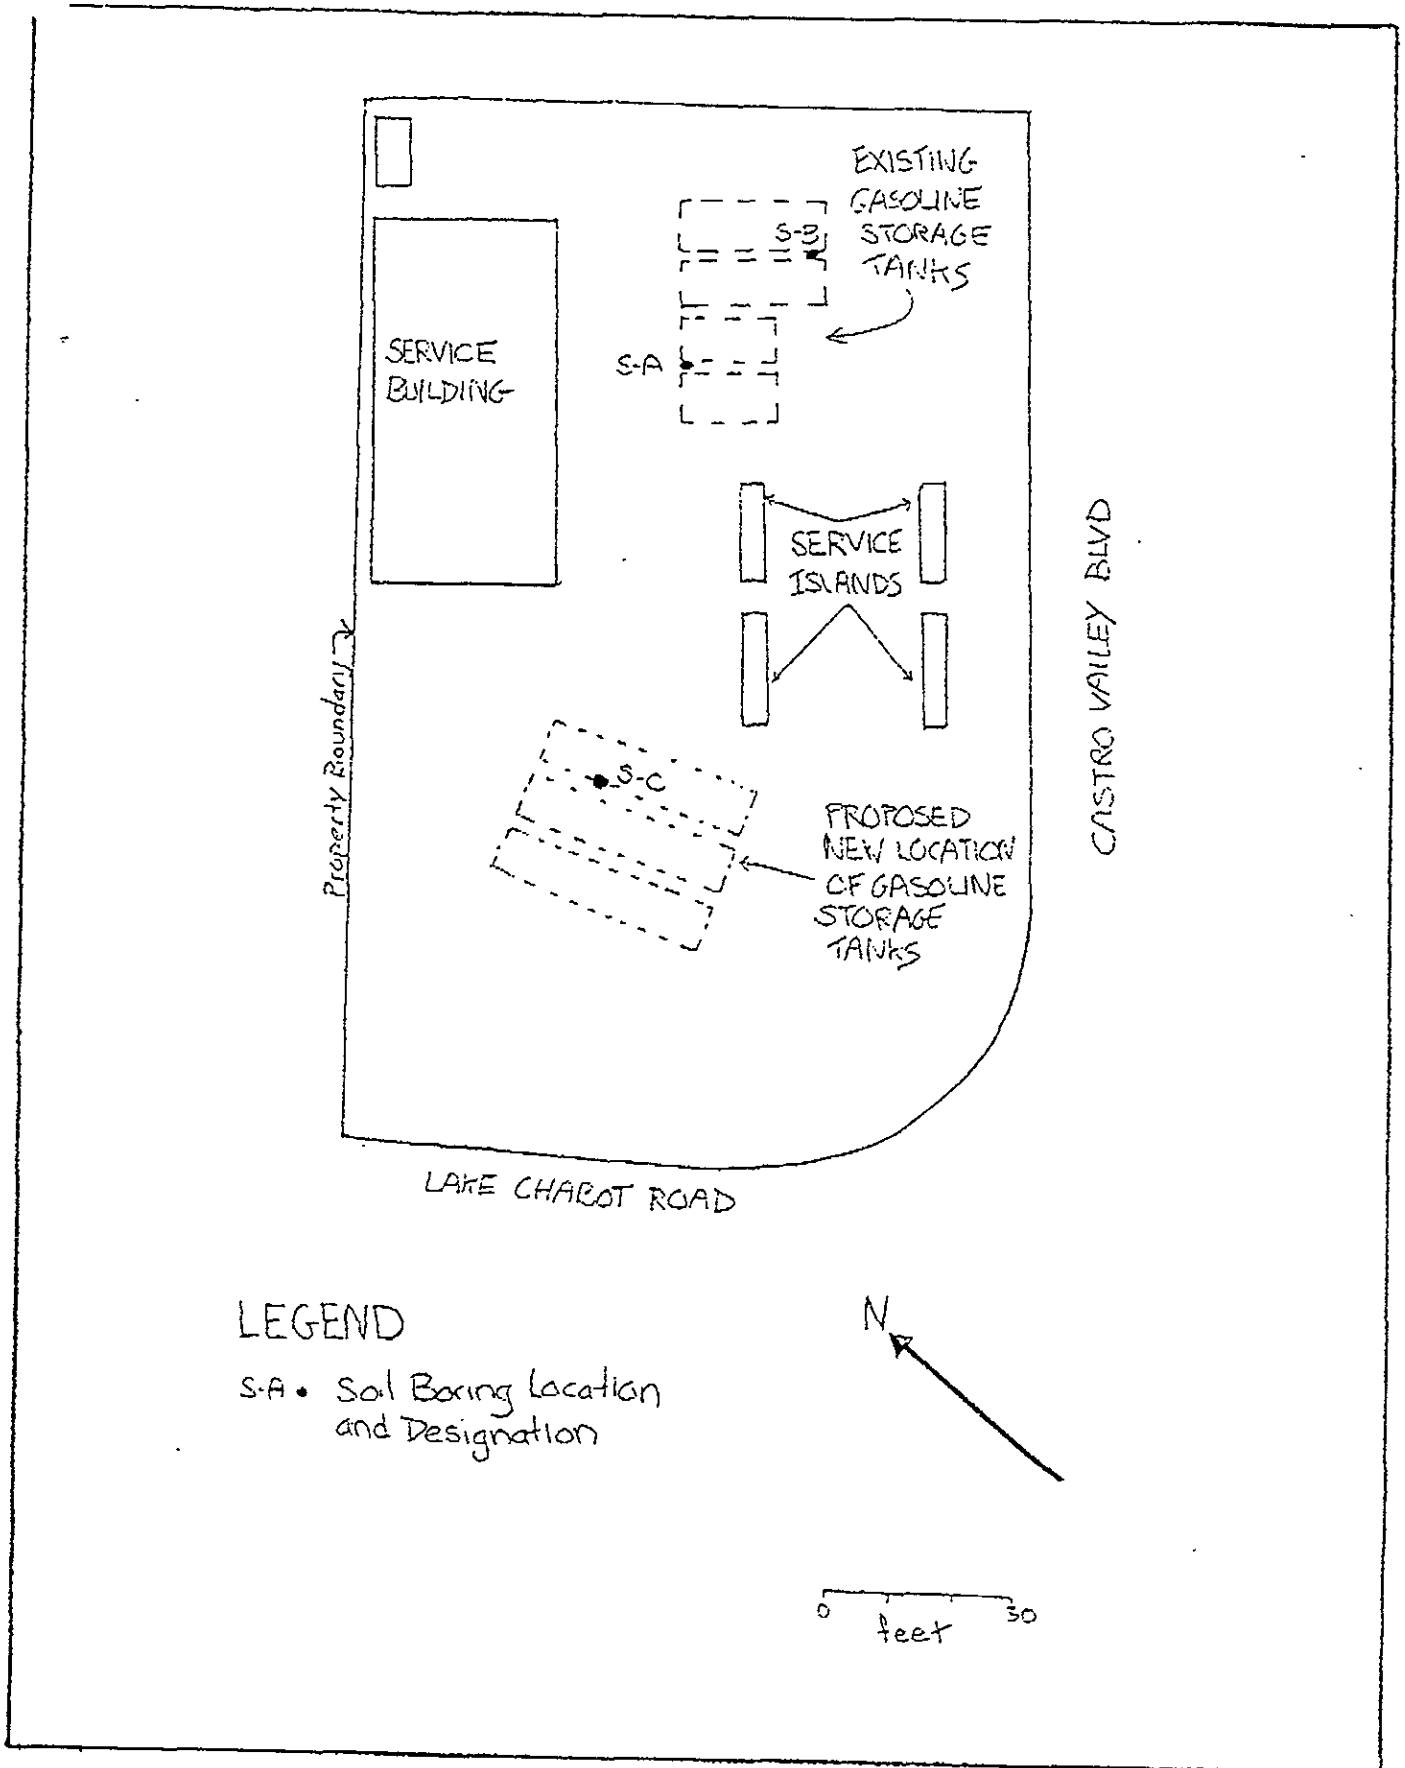 EXISTING
GASOLINE
STORAGE
TANKS
S-B
SERVICE
BUILDING
S-A
SERVICE
ISLANDS
CASTRO VALLEY BLVD
Property Boundary
S-C
PROPOSED
NEW LOCATION
OF GASOLINE
STORAGE
TANKS
LAKE CHABOT ROAD
LEGEND
S-A • Soil Boring Location
and Designation
N
0 30
feet